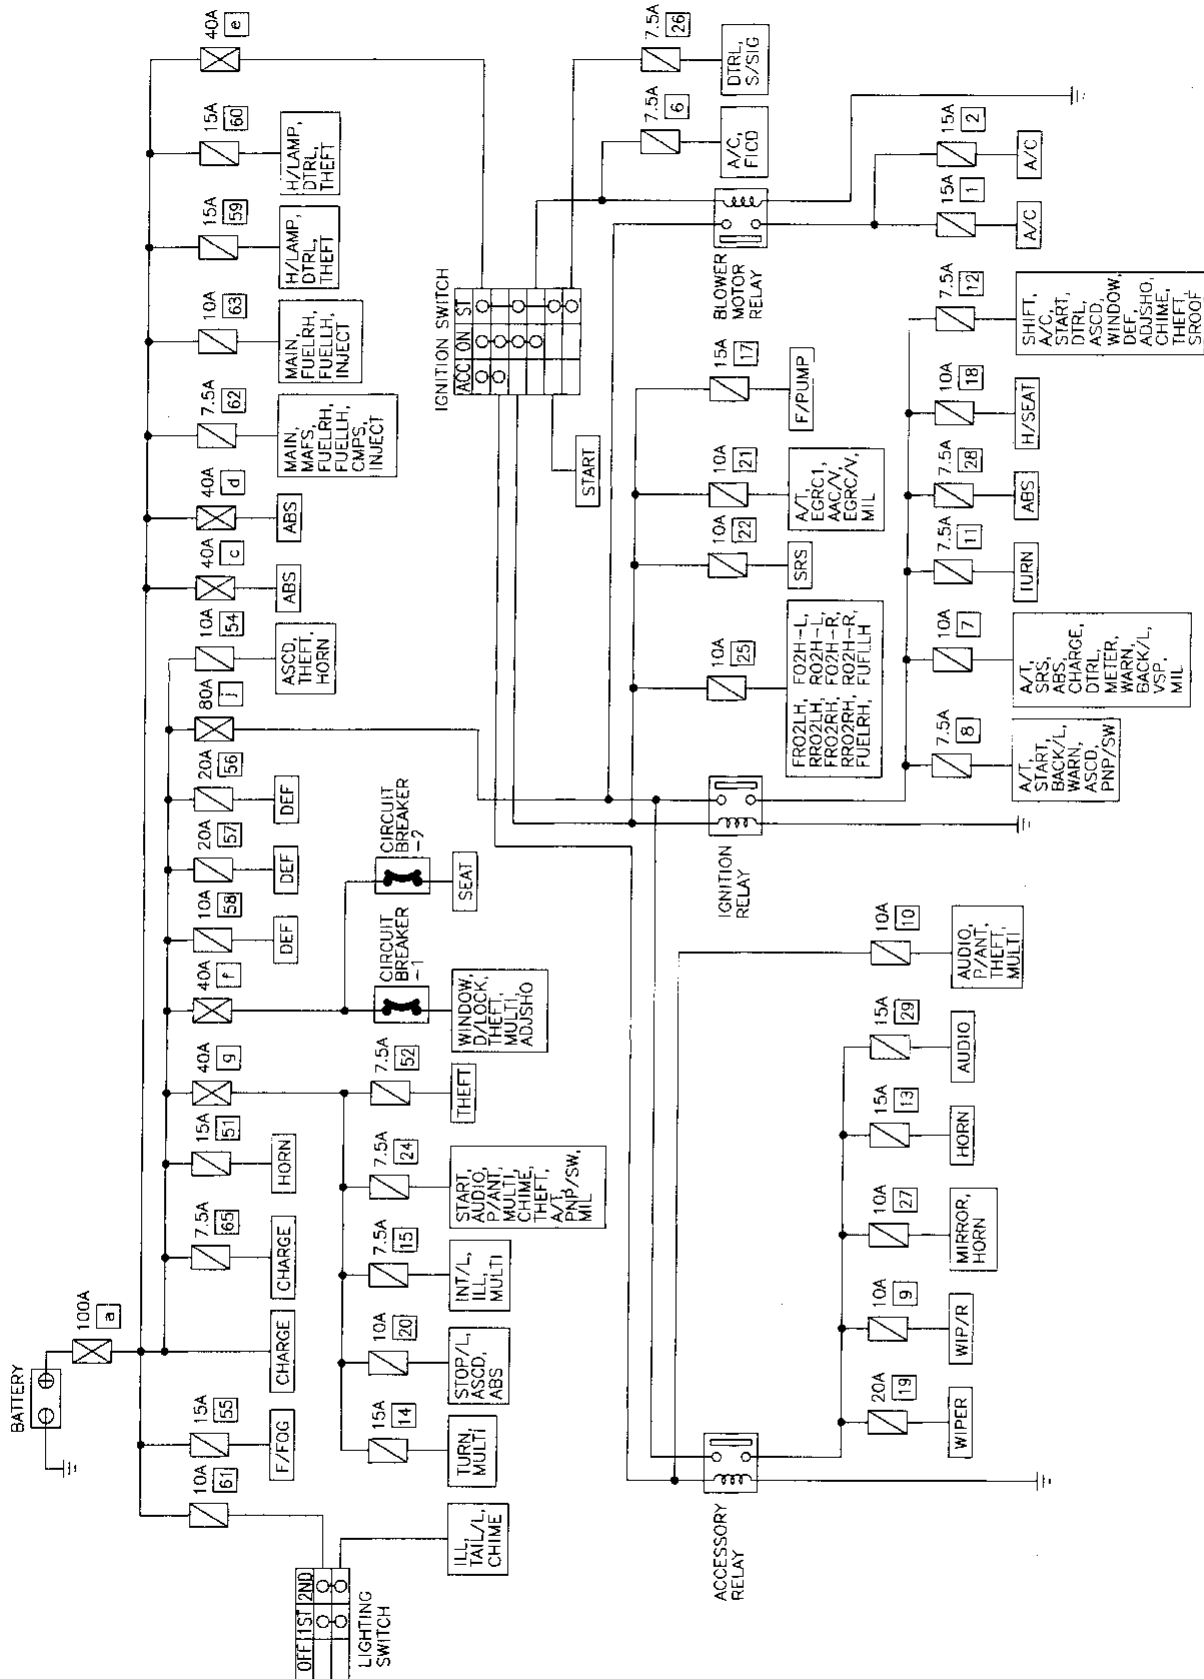 BATTERY
100A
a
10A
61
15A
55
F/FOG
CHARGE
7.5A
65
CHARGE
15A
51
HORN
40A
g
40A
f
10A
58
DEF
20A
57
DEF
20A
56
DEF
80A
j
10A
54
ASCD,
THEFT,
HORN
40A
c
ABS
40A
d
ABS
7.5A
62
MAIN,
MAFS,
FUELRH,
FUELLH,
CMPS,
INJECT
10A
63
MAIN,
FUELRH,
FUELLH,
INJECT
15A
59
H/LAMP,
DTRL,
THEFT
15A
60
H/LAMP,
DTRL,
THEFT
40A
e
OFF 1ST 2ND
LIGHTING
SWITCH
ILL,
TAIL/L,
CHIME
15A
14
TURN,
MULTI
10A
20
STOP/L,
ASCD,
ABS
7.5A
15
INT/L,
ILL,
MULTI
7.5A
24
START,
AUDIO,
P/ANT,
MULTI,
CHIME,
THEFT,
A/T,
PNP/SW,
MIL
7.5A
52
THEFT
CIRCUIT
BREAKER
-1
WINDOW,
D/LOCK,
THEFT,
MULTI,
ADJSHO
CIRCUIT
BREAKER
-2
SEAT
IGNITION SWITCH
ACC ON ST
START
7.5A
6
A/C,
FICD
7.5A
26
DTRL,
S/SIG
ACCESSORY
RELAY
IGNITION
RELAY
10A
25
FRO2LH, FO2H-L,
RRO2LH, RO2H-L,
FRO2RH, FO2H-R,
RRO2RH, RO2H-R,
FUELRH, FUELLH
10A
22
SRS
10A
21
A/T,
EGRC1,
AAC/V,
EGRC/V,
MIL
15A
17
F/PUMP
BLOWER
MOTOR
RELAY
20A
19
WIPER
10A
9
WIP/R
10A
27
MIRROR,
HORN
15A
13
HORN
15A
29
AUDIO
10A
10
AUDIO,
P/ANT,
THEFT,
MULTI
7.5A
8
A/T,
START,
BACK/L,
WARN,
ASCD,
PNP/SW
10A
7
A/T,
SRS,
ABS,
CHARGE,
DTRL,
METER,
WARN,
BACK/L,
VSP,
MIL
7.5A
11
TURN
7.5A
28
ABS
10A
18
H/SEAT
7.5A
12
SHIFT,
A/C,
START,
DTRL,
ASCD,
WINDOW,
DEF,
ADJSHO,
CHIME,
THEFT,
SROOF
15A
1
A/C
15A
2
A/C